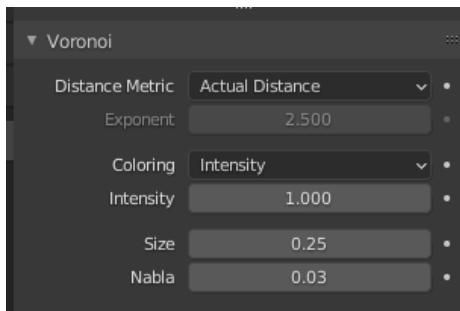 Voronoi
Distance Metric Actual Distance
Exponent 2.500
Coloring Intensity
Intensity 1.000
Size 0.25
Nabla 0.03